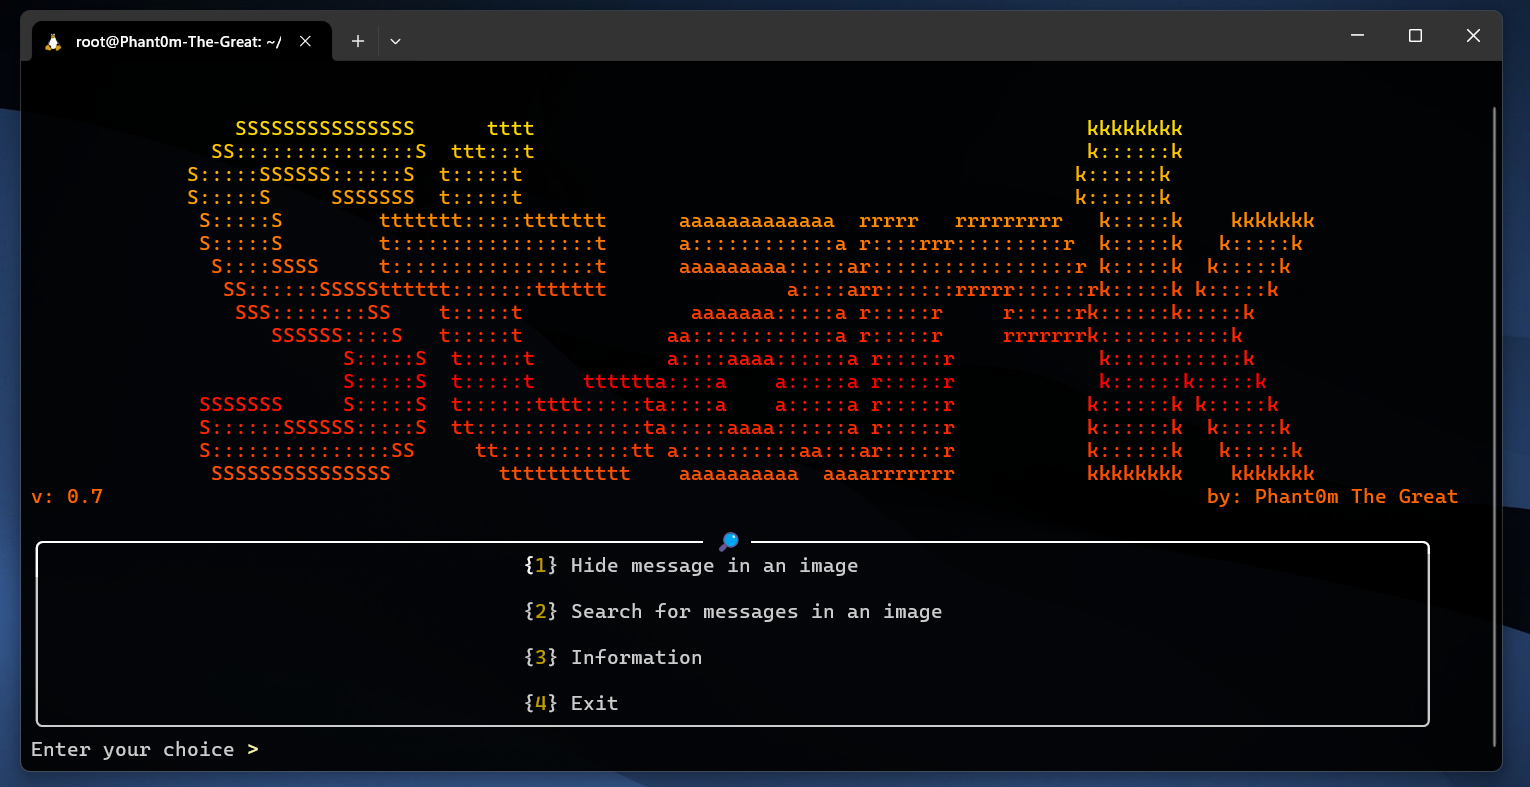 root@Phant0m-The-Great: ~/
SSSSSSSSSSSSSSS      tttt                                              kkkkkkkk
SS:::::::::::::::S  ttt:::t                                              k::::::k
S:::::SSSSSS::::::S  t:::::t                                              k::::::k
S:::::S     SSSSSSS  t:::::t                                              k::::::k
S:::::S        ttttttt:::::ttttttt      aaaaaaaaaaaaa  rrrrr   rrrrrrrrr   k:::::k    kkkkkkk
S:::::S        t:::::::::::::::::t      a::::::::::::a r::::rrr:::::::::r  k:::::k   k:::::k
S::::SSSS     t:::::::::::::::::t      aaaaaaaaa:::::ar:::::::::::::::::r k:::::k  k:::::k
SS::::::SSSSStttttt:::::::tttttt               a::::arr::::::rrrrr::::::rk:::::k k:::::k
SSS::::::::SS    t:::::t              aaaaaaa:::::a r:::::r     r:::::rk::::::k:::::k
SSSSSS::::S   t:::::t            aa::::::::::::a r:::::r     rrrrrrrk:::::::::::k
S:::::S  t:::::t           a::::aaaa::::::a r:::::r            k:::::::::::k
S:::::S  t:::::t    tttttta::::a    a:::::a r:::::r            k::::::k:::::k
SSSSSSS     S:::::S  t::::::tttt:::::ta::::a    a:::::a r:::::r           k::::::k k:::::k
S::::::SSSSSS:::::S  tt::::::::::::::ta:::::aaaa::::::a r:::::r           k::::::k  k:::::k
S:::::::::::::::SS     tt:::::::::::tt a::::::::::aa:::ar:::::r           k::::::k   k:::::k
SSSSSSSSSSSSSSS         ttttttttttt    aaaaaaaaaa  aaaarrrrrrr           kkkkkkkk    kkkkkkk
v: 0.7 by: Phant0m The Great
{1} Hide message in an image
{2} Search for messages in an image
{3} Information
{4} Exit
Enter your choice >